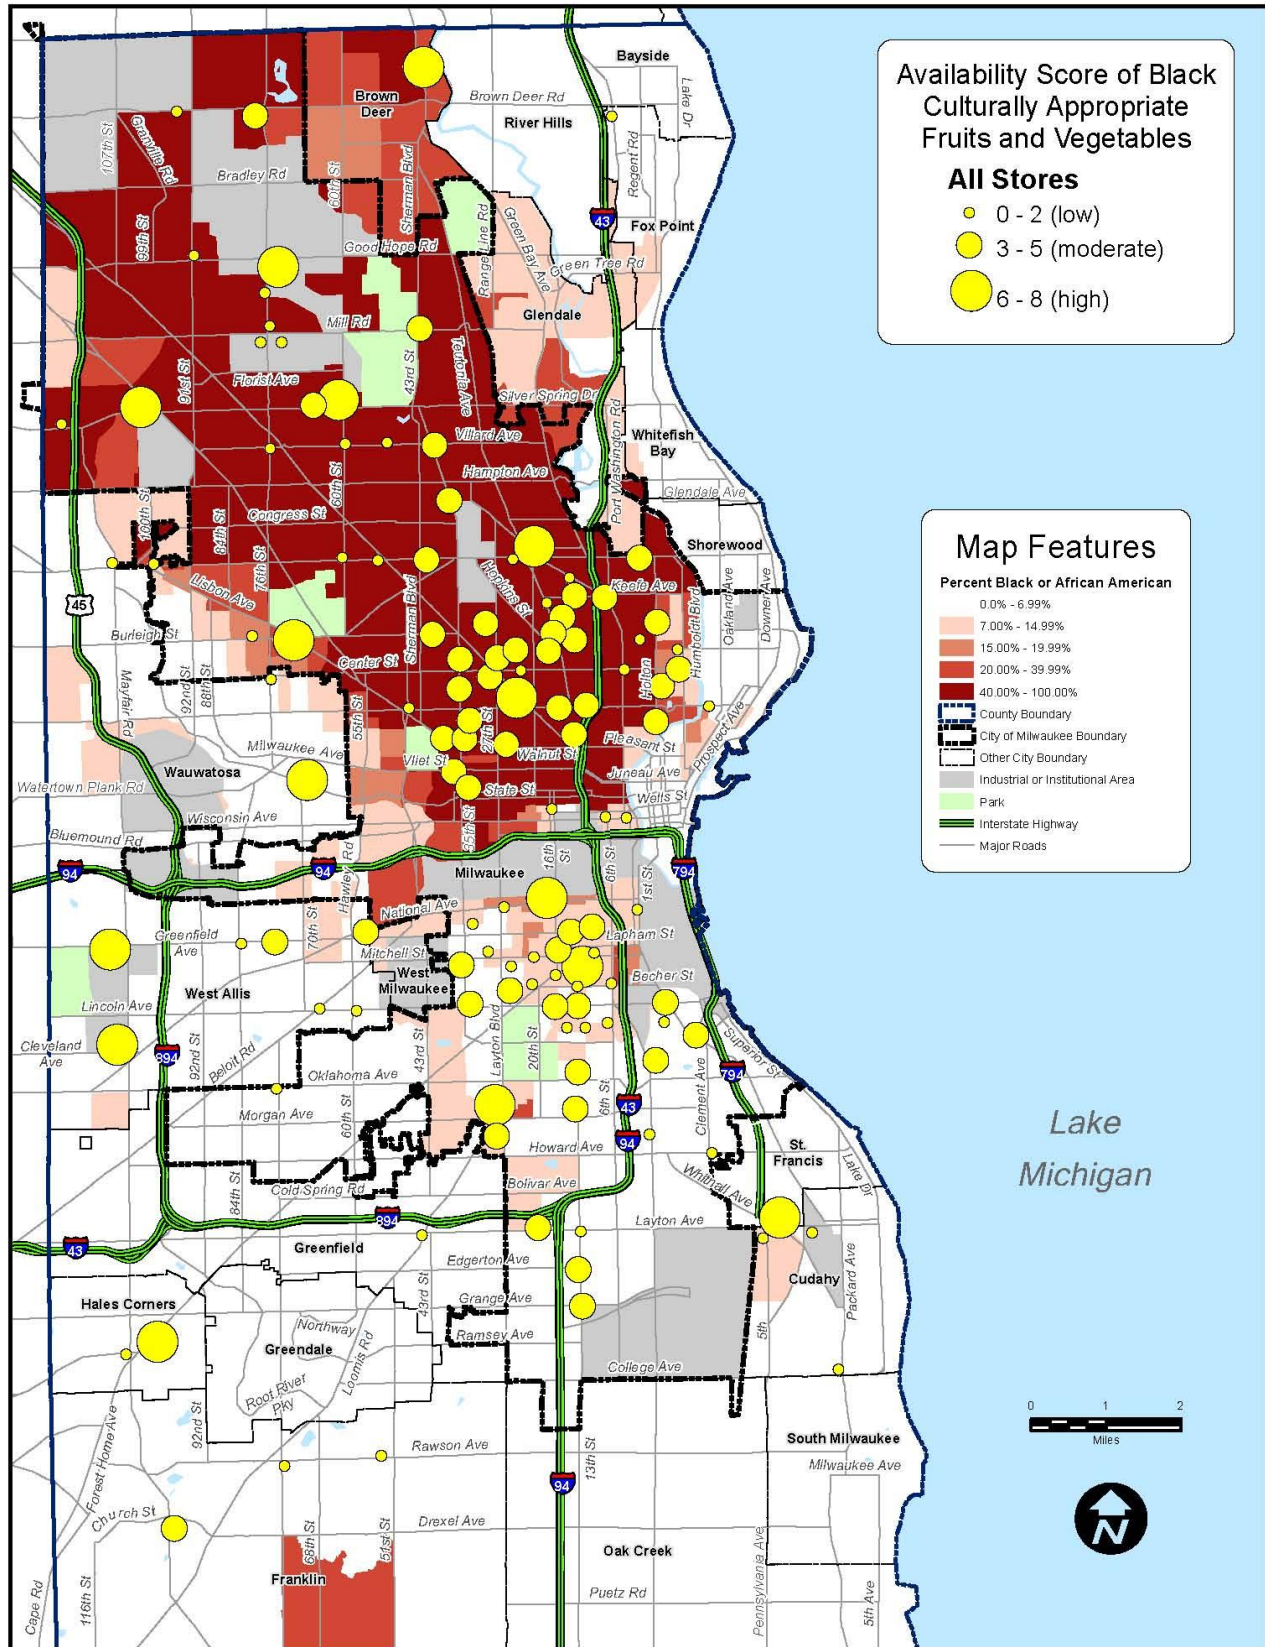 Availability Score of Black
Culturally Appropriate
Fruits and Vegetables
All Stores
0 - 2 (low)
3 - 5 (moderate)
6 - 8 (high)
Map Features
Percent Black or African American
0.0% - 6.99%
7.00% - 14.99%
15.00% - 19.99%
20.00% - 39.99%
40.00% - 100.00%
County Boundary
City of Milwaukee Boundary
Other City Boundary
Industrial or Institutional Area
Park
Interstate Highway
Major Roads
Bayside
Brown
Deer
Brown Deer Rd
River Hills
Lake Dr
107th St
Granville Rd
Bradley Rd
60th St
Sherman Blvd
Regent Rd
43
Fox Point
99th St
Good Hope Rd
Range Line Rd
Green Bay Ave
Green Tree Rd
Glendale
Mill Rd
91st St
Florist Ave
43rd St
Teutonia Ave
Silver Spring Dr
Port Washington Rd
Whitefish
Bay
Villard Ave
Hampton Ave
60th St
Glendale Ave
100th St
84th St
Congress St
76th St
Shorewood
Lisbon Ave
Sherman Blvd
Hopkins St
Keefe Ave
Humboldt Blvd
Oakland Ave
Downer Ave
45
Burleigh St
Center St
Holton
Mayfair Rd
92nd St
88th St
55th St
27th St
Milwaukee Ave
Vliet St
Walnut St
Pleasant St
Prospect Ave
Wauwatosa
Juneau Ave
Watertown Plank Rd
State St
Wells St
Wisconsin Ave
35th St
Bluemound Rd
94
94
Hawley Rd
Milwaukee
16th
St
6th St
1st St
794
National Ave
70th St
Greenfield
Ave
Mitchell St
Lapham St
West
Milwaukee
Becher St
West Allis
Lincoln Ave
Layton Blvd
20th St
Cleveland
Ave
894
92nd St
Beloit Rd
43rd St
Superior St
794
Oklahoma Ave
Clement Ave
6th St
43
Morgan Ave
60th St
94
Howard Ave
St.
Francis
Lake Dr
84th St
Cold Spring Rd
Bolivar Ave
Whitnall Ave
894
Layton Ave
43
Greenfield
Edgerton Ave
Cudahy
Packard Ave
Hales Corners
43rd St
Grange Ave
Northway
Ramsey Ave
5th
Greendale
Loomis Rd
College Ave
Root River
Pky
92nd St
Forest Home Ave
Rawson Ave
13th St
South Milwaukee
Milwaukee Ave
94
Church St
Drexel Ave
68th St
51st St
Oak Creek
Franklin
Pennsylvania Ave
Puetz Rd
Cape Rd
116th St
5th Ave
Lake
Michigan
0 1 2
Miles
N